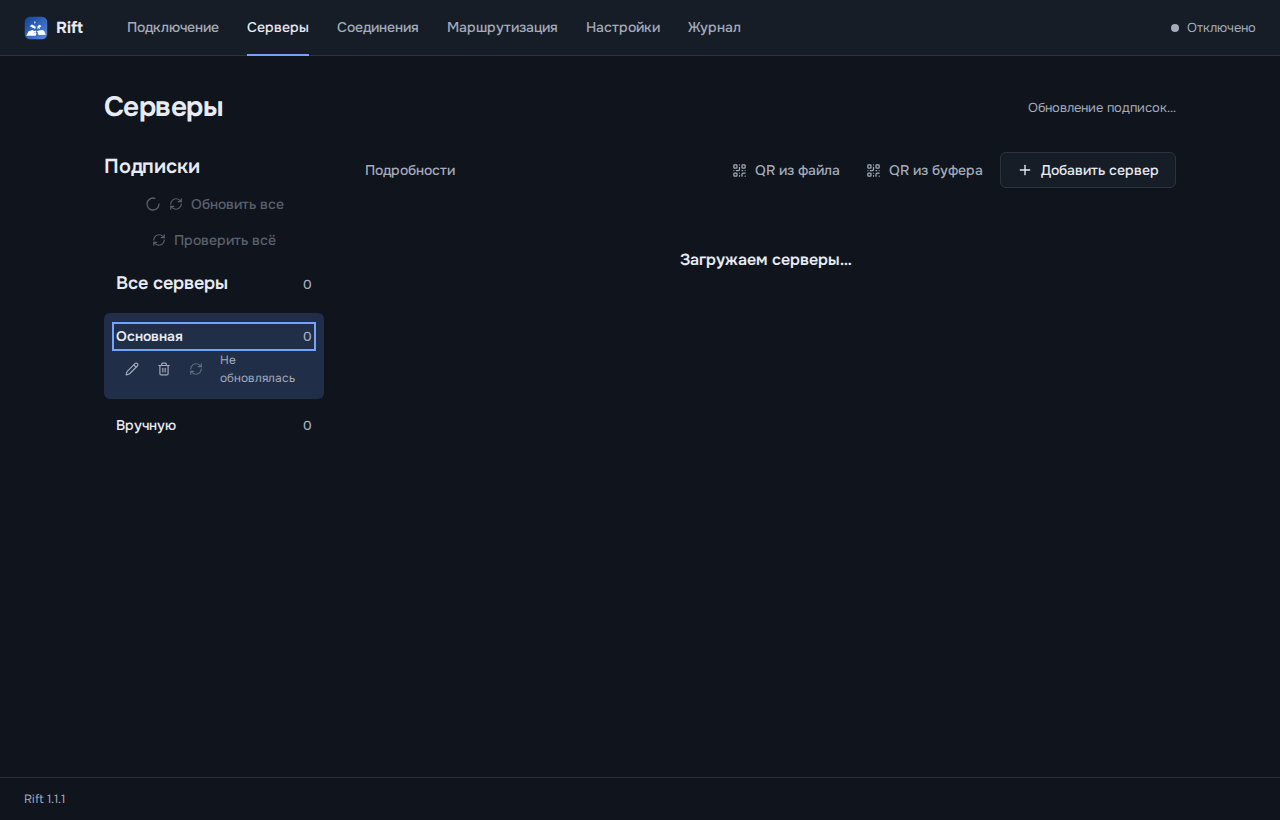 Rift
Подключение
Серверы
Соединения
Маршрутизация
Настройки
Журнал
Отключено
Серверы
Обновление подписок...
Подписки
Подробности
QR из файла
QR из буфера
Добавить сервер
Обновить все
Проверить всё
Загружаем серверы...
Все серверы 0
Основная 0
Не
обновлялась
Вручную 0
Rift 1.1.1